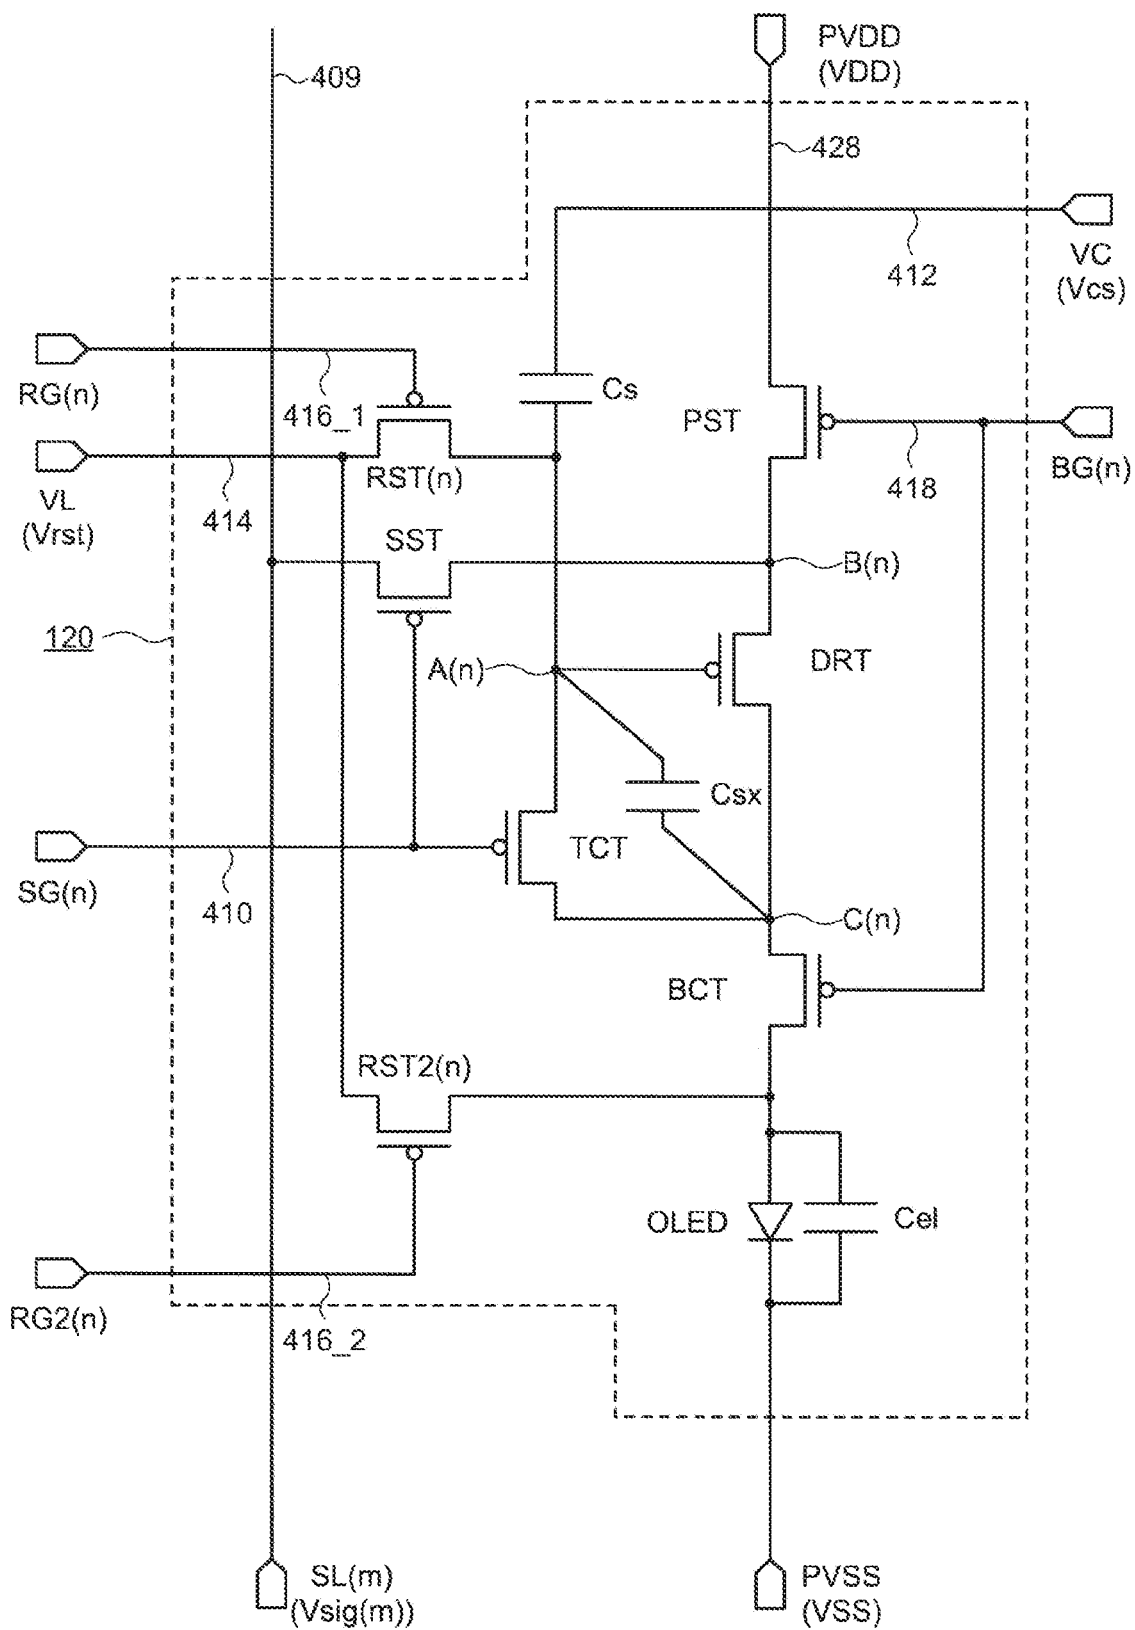 PVDD
(VDD)
409
428
VC
(Vcs)
412
RG(n)
416_1
Cs
PST
BG(n)
418
VL
(Vrst)
414
RST(n)
SST
B(n)
120
A(n)
DRT
Csx
TCT
SG(n)
410
C(n)
BCT
RST2(n)
OLED
Cel
RG2(n)
416_2
SL(m)
(Vsig(m))
PVSS
(VSS)